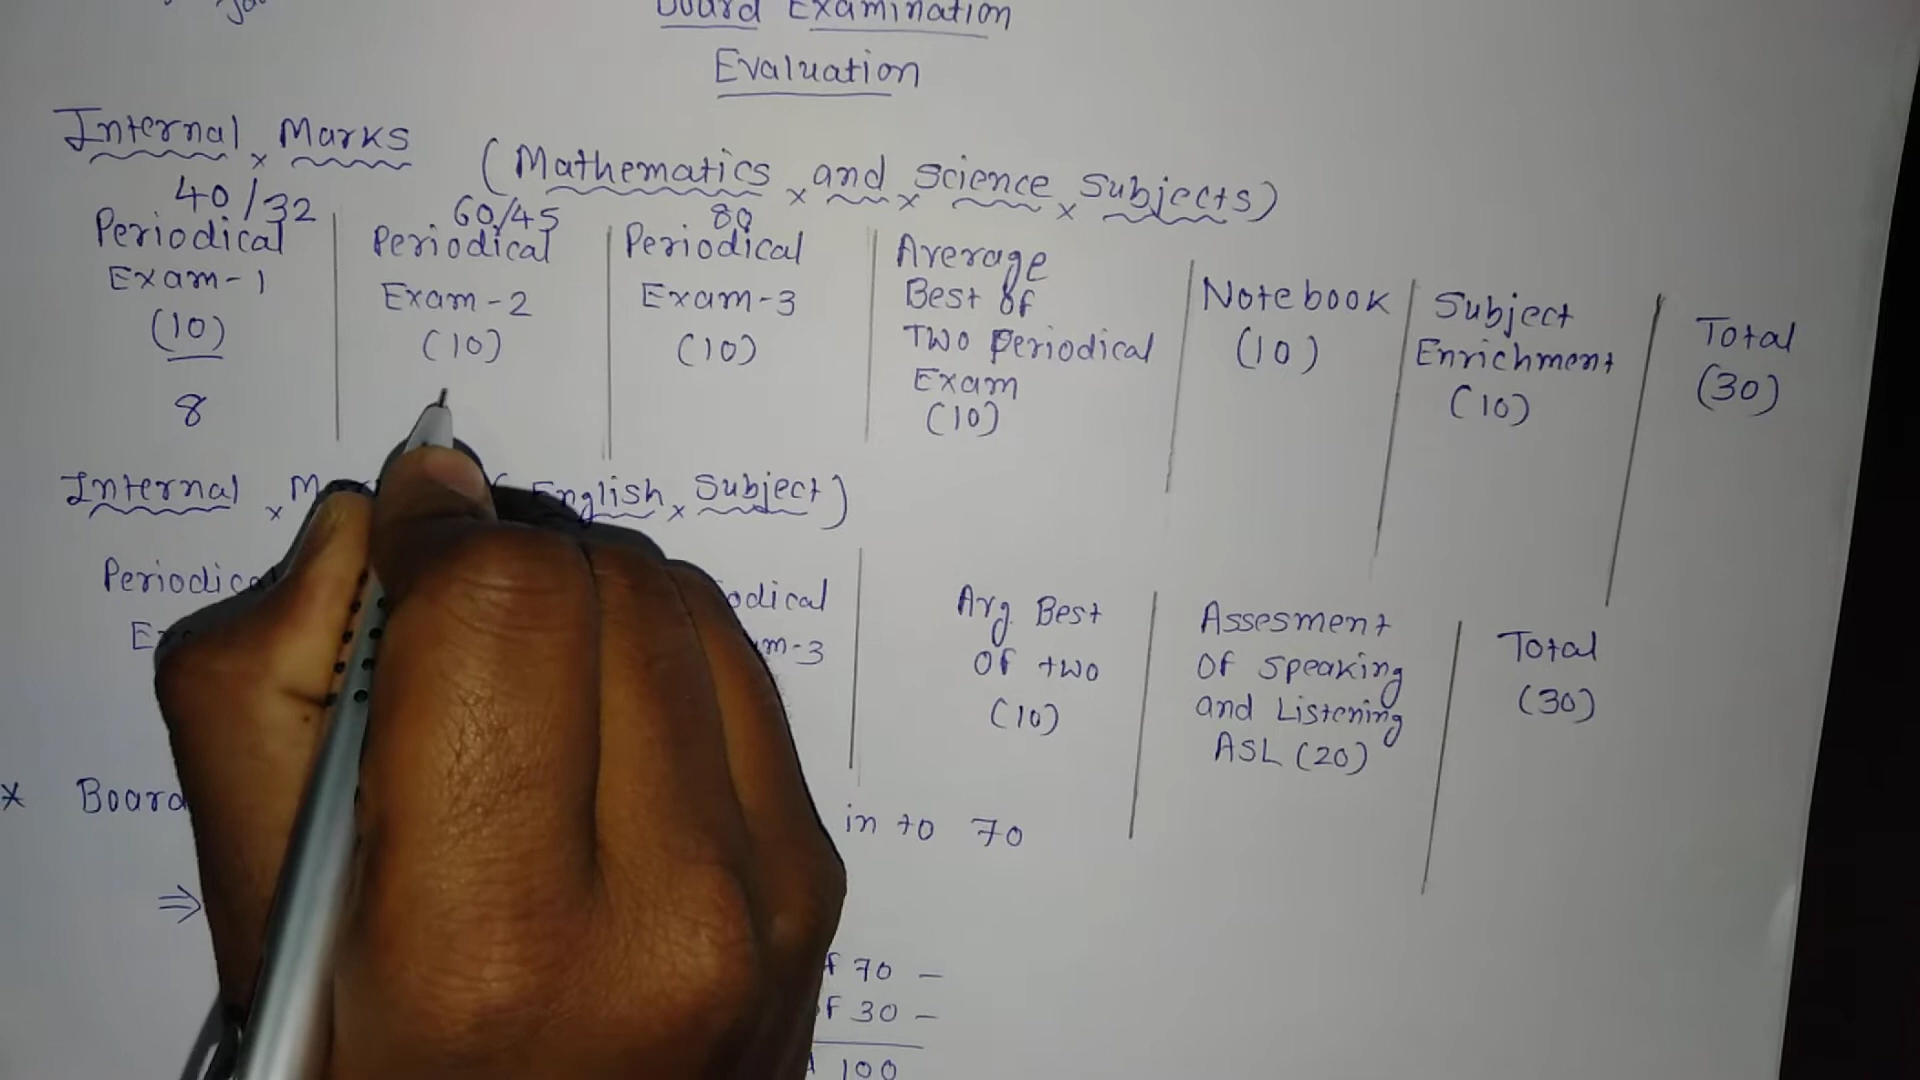 Board Examination
Evaluation
Internal Marks
(Mathematics and Science Subjects)
40/32 60/45 80
Periodical Exam-1 (10) 8
Periodical Exam-2 (10)
Periodical Exam-3 (10)
Average Best of Two Periodical Exam (10)
Notebook (10)
Subject Enrichment (10)
Total (30)
Internal English Subject)
Periodical
m-3
Avg. Best of two (10)
Assesment of speaking and Listening ASL (20)
Total (30)
* Board in to 70
⇒
f 70 -
f 30 -
100